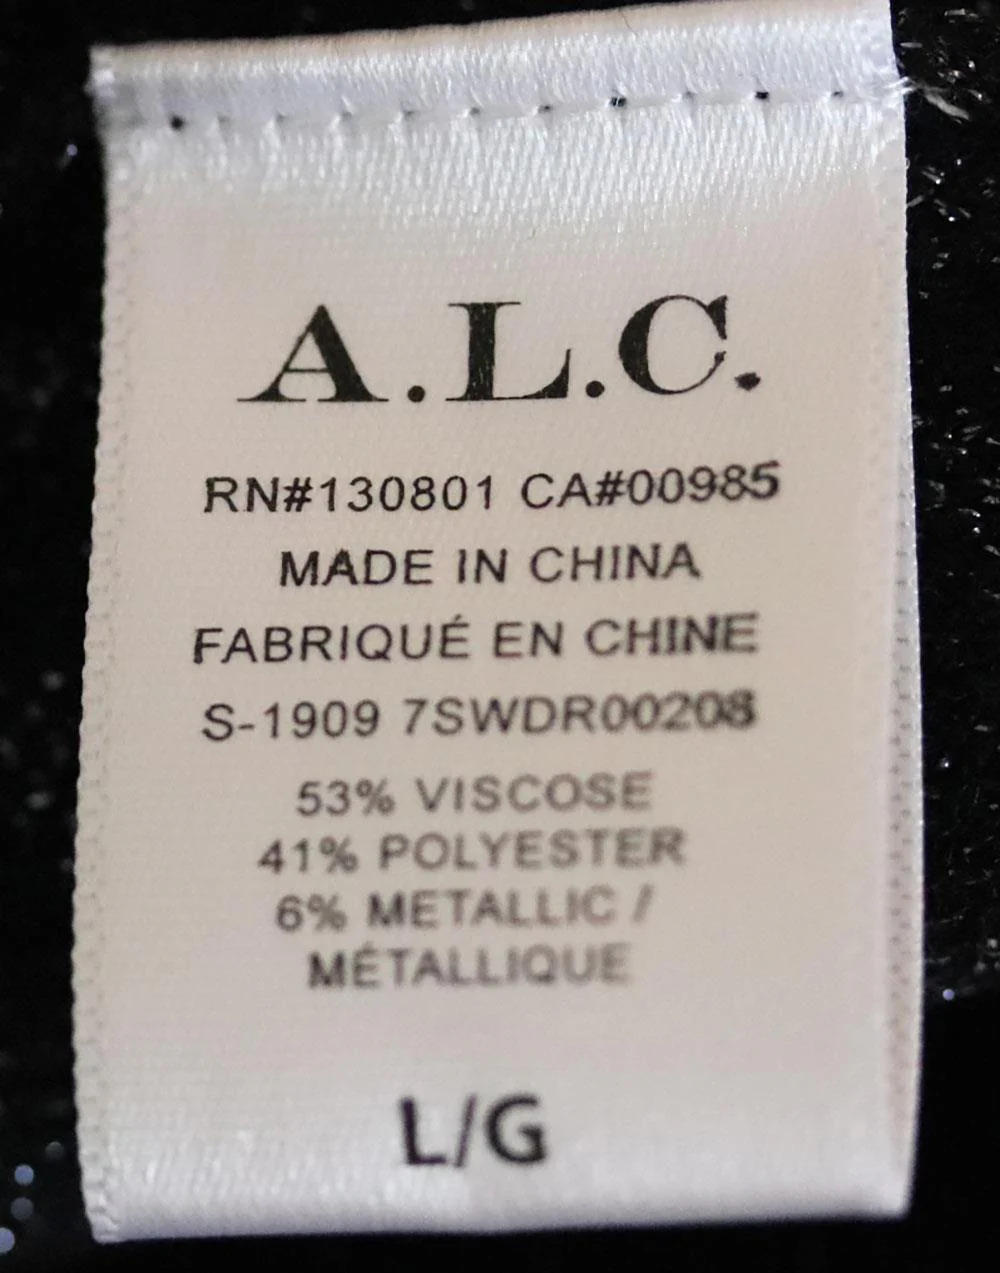 A.L.C.
RN#130801 CA#00985
MADE IN CHINA
FABRIQUÉ EN CHINE
S-1909 7SWDR00208
53% VISCOSE
41% POLYESTER
6% METALLIC /
MÉTALLIQUE
L/G